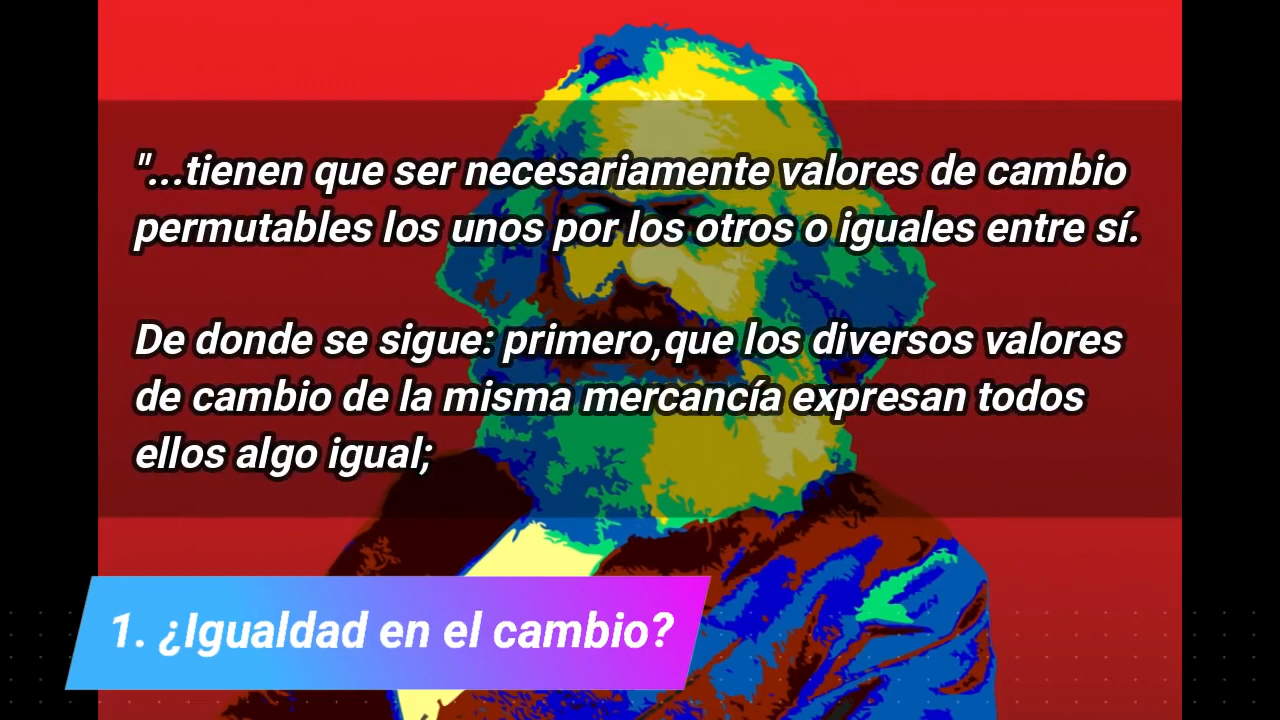 "...tienen que ser necesariamente valores de cambio
permutables los unos por los otros o iguales entre sí.
De donde se sigue: primero,que los diversos valores
de cambio de la misma mercancía expresan todos
ellos algo igual;
1. ¿Igualdad en el cambio?